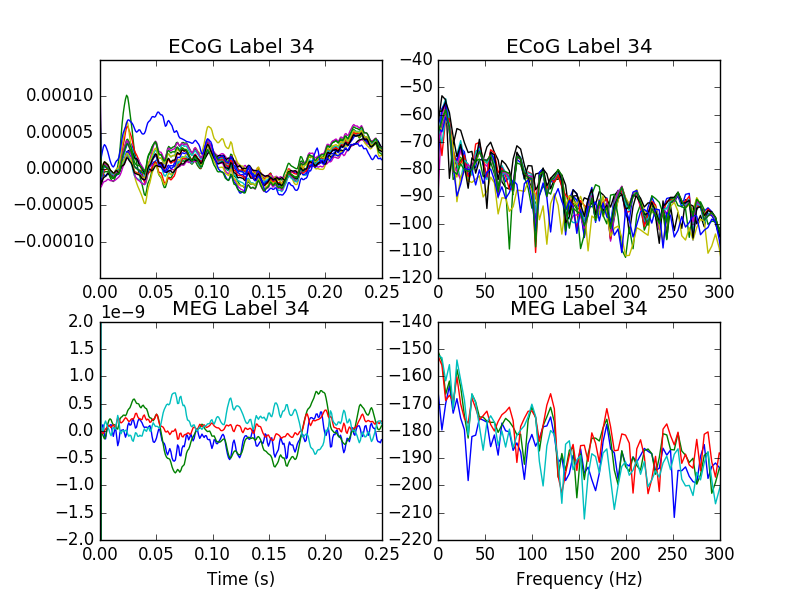 ECoG Label 34
0.00010
0.00005
0.00000
−0.00005
−0.00010
0.00 0.05 0.10 0.15 0.20 0.25
ECoG Label 34
−40
−50
−60
−70
−80
−90
−100
−110
−120
0 50 100 150 200 250 300
MEG Label 34
1e−9
2.0
1.5
1.0
0.5
0.0
−0.5
−1.0
−1.5
−2.0
0.00 0.05 0.10 0.15 0.20 0.25
Time (s)
MEG Label 34
−140
−150
−160
−170
−180
−190
−200
−210
−220
0 50 100 150 200 250 300
Frequency (Hz)